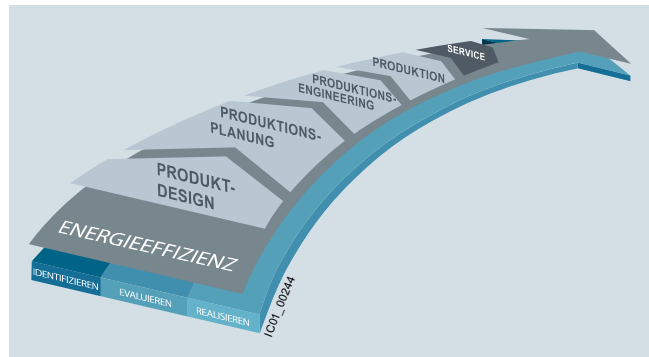 SERVICE
PRODUKTION
PRODUKTIONS-
ENGINEERING
PRODUKTIONS-
PLANUNG
PRODUKT-
DESIGN
ENERGIEEFFIZIENZ
IDENTIFIZIEREN
EVALUIEREN
REALISIEREN
IC01_00244